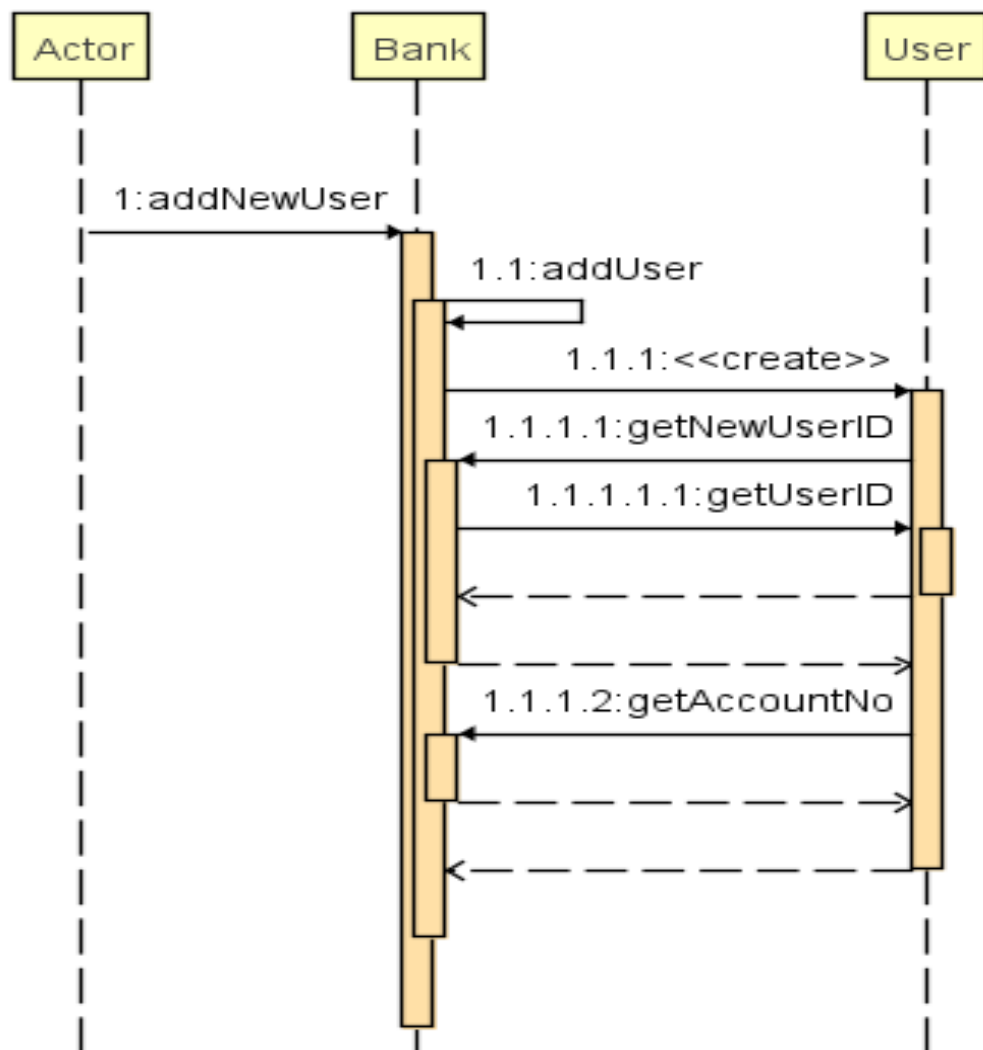 Actor
Bank
User
1:addNewUser
1.1:addUser
1.1.1:<<create>>
1.1.1.1:getNewUserID
1.1.1.1.1:getUserID
1.1.1.2:getAccountNo